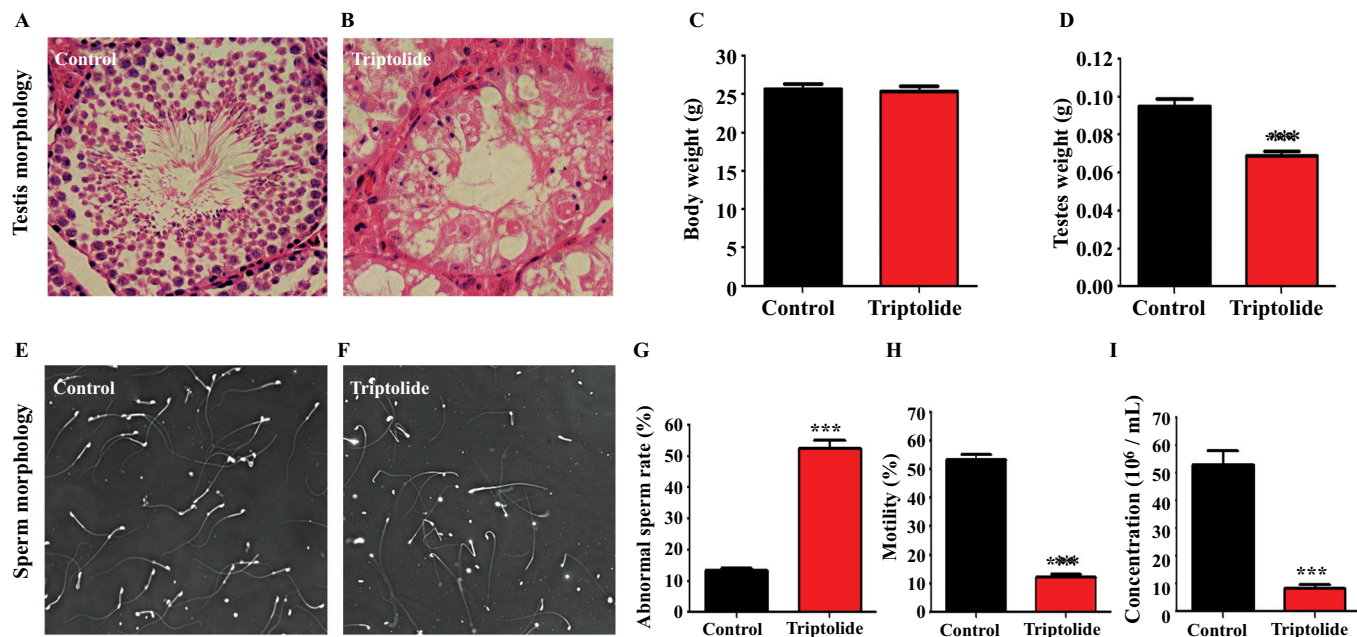 A
B
C
D
Testis morphology
Control
Triptolide
Body weight (g)
30
25
20
15
10
5
0
Control
Triptolide
Testes weight (g)
0.12
0.10
0.08
0.06
0.04
0.02
0.00
***
Control
Triptolide
E
F
G
H
I
Sperm morphology
Control
Triptolide
Abnormal sperm rate (%)
60
50
40
30
20
10
0
***
Control
Triptolide
Motility (%)
70
60
50
40
30
20
10
0
***
Control
Triptolide
Concentration (10⁶ / mL)
70
60
50
40
30
20
10
0
***
Control
Triptolide